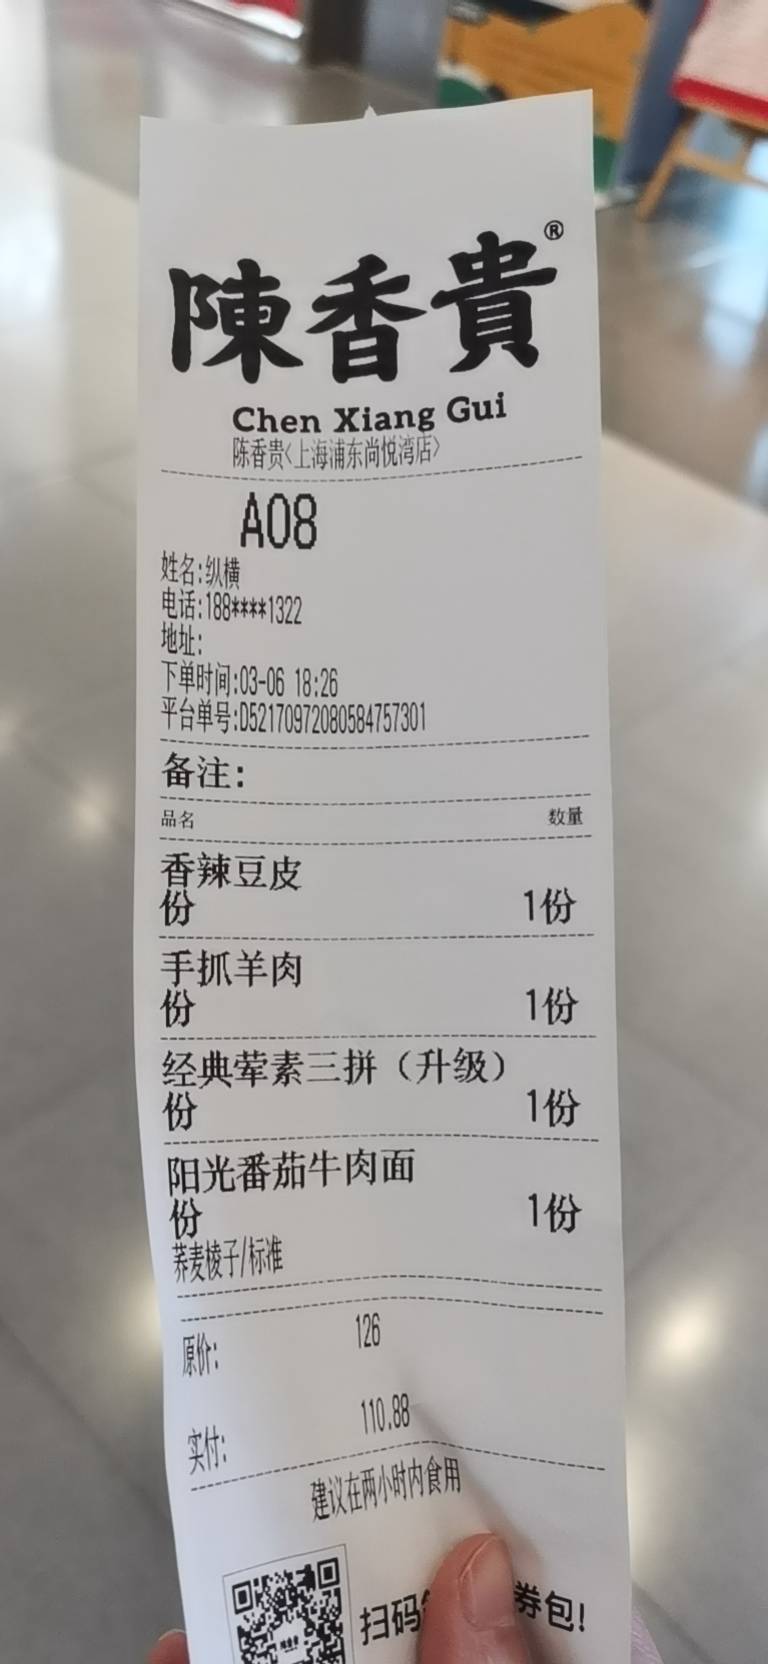 陳香貴®
Chen Xiang Gui
陈香贵<上海浦东尚悦湾店>
A08
姓名:纵横
电话:188****1322
地址:
下单时间:03-06 18:26
平台单号:D52170972080584757301
备注:
品名 数量
香辣豆皮
份 1份
手抓羊肉
份 1份
经典荤素三拼（升级）
份 1份
阳光番茄牛肉面
份 1份
荞麦棱子/标准
原价: 126
实付: 110.88
建议在两小时内食用
扫码 券包!